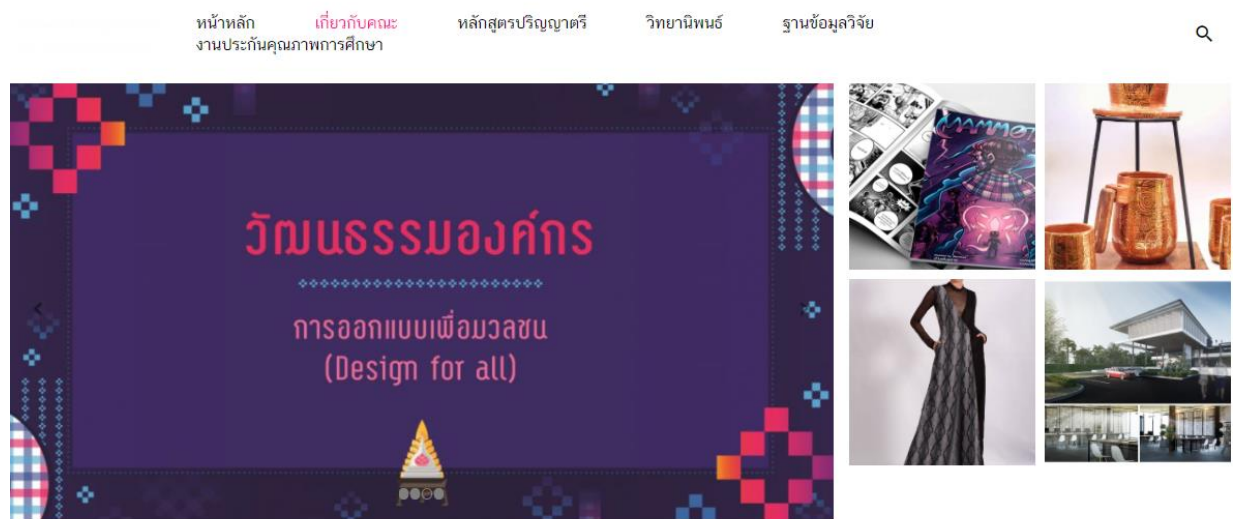 หน้าหลัก
เกี่ยวกับคณะ
หลักสูตรปริญญาตรี
วิทยานิพนธ์
ฐานข้อมูลวิจัย
งานประกันคุณภาพการศึกษา
วัฒนธรรมองค์กร
การออกแบบเพื่อมวลชน
(Design for all)